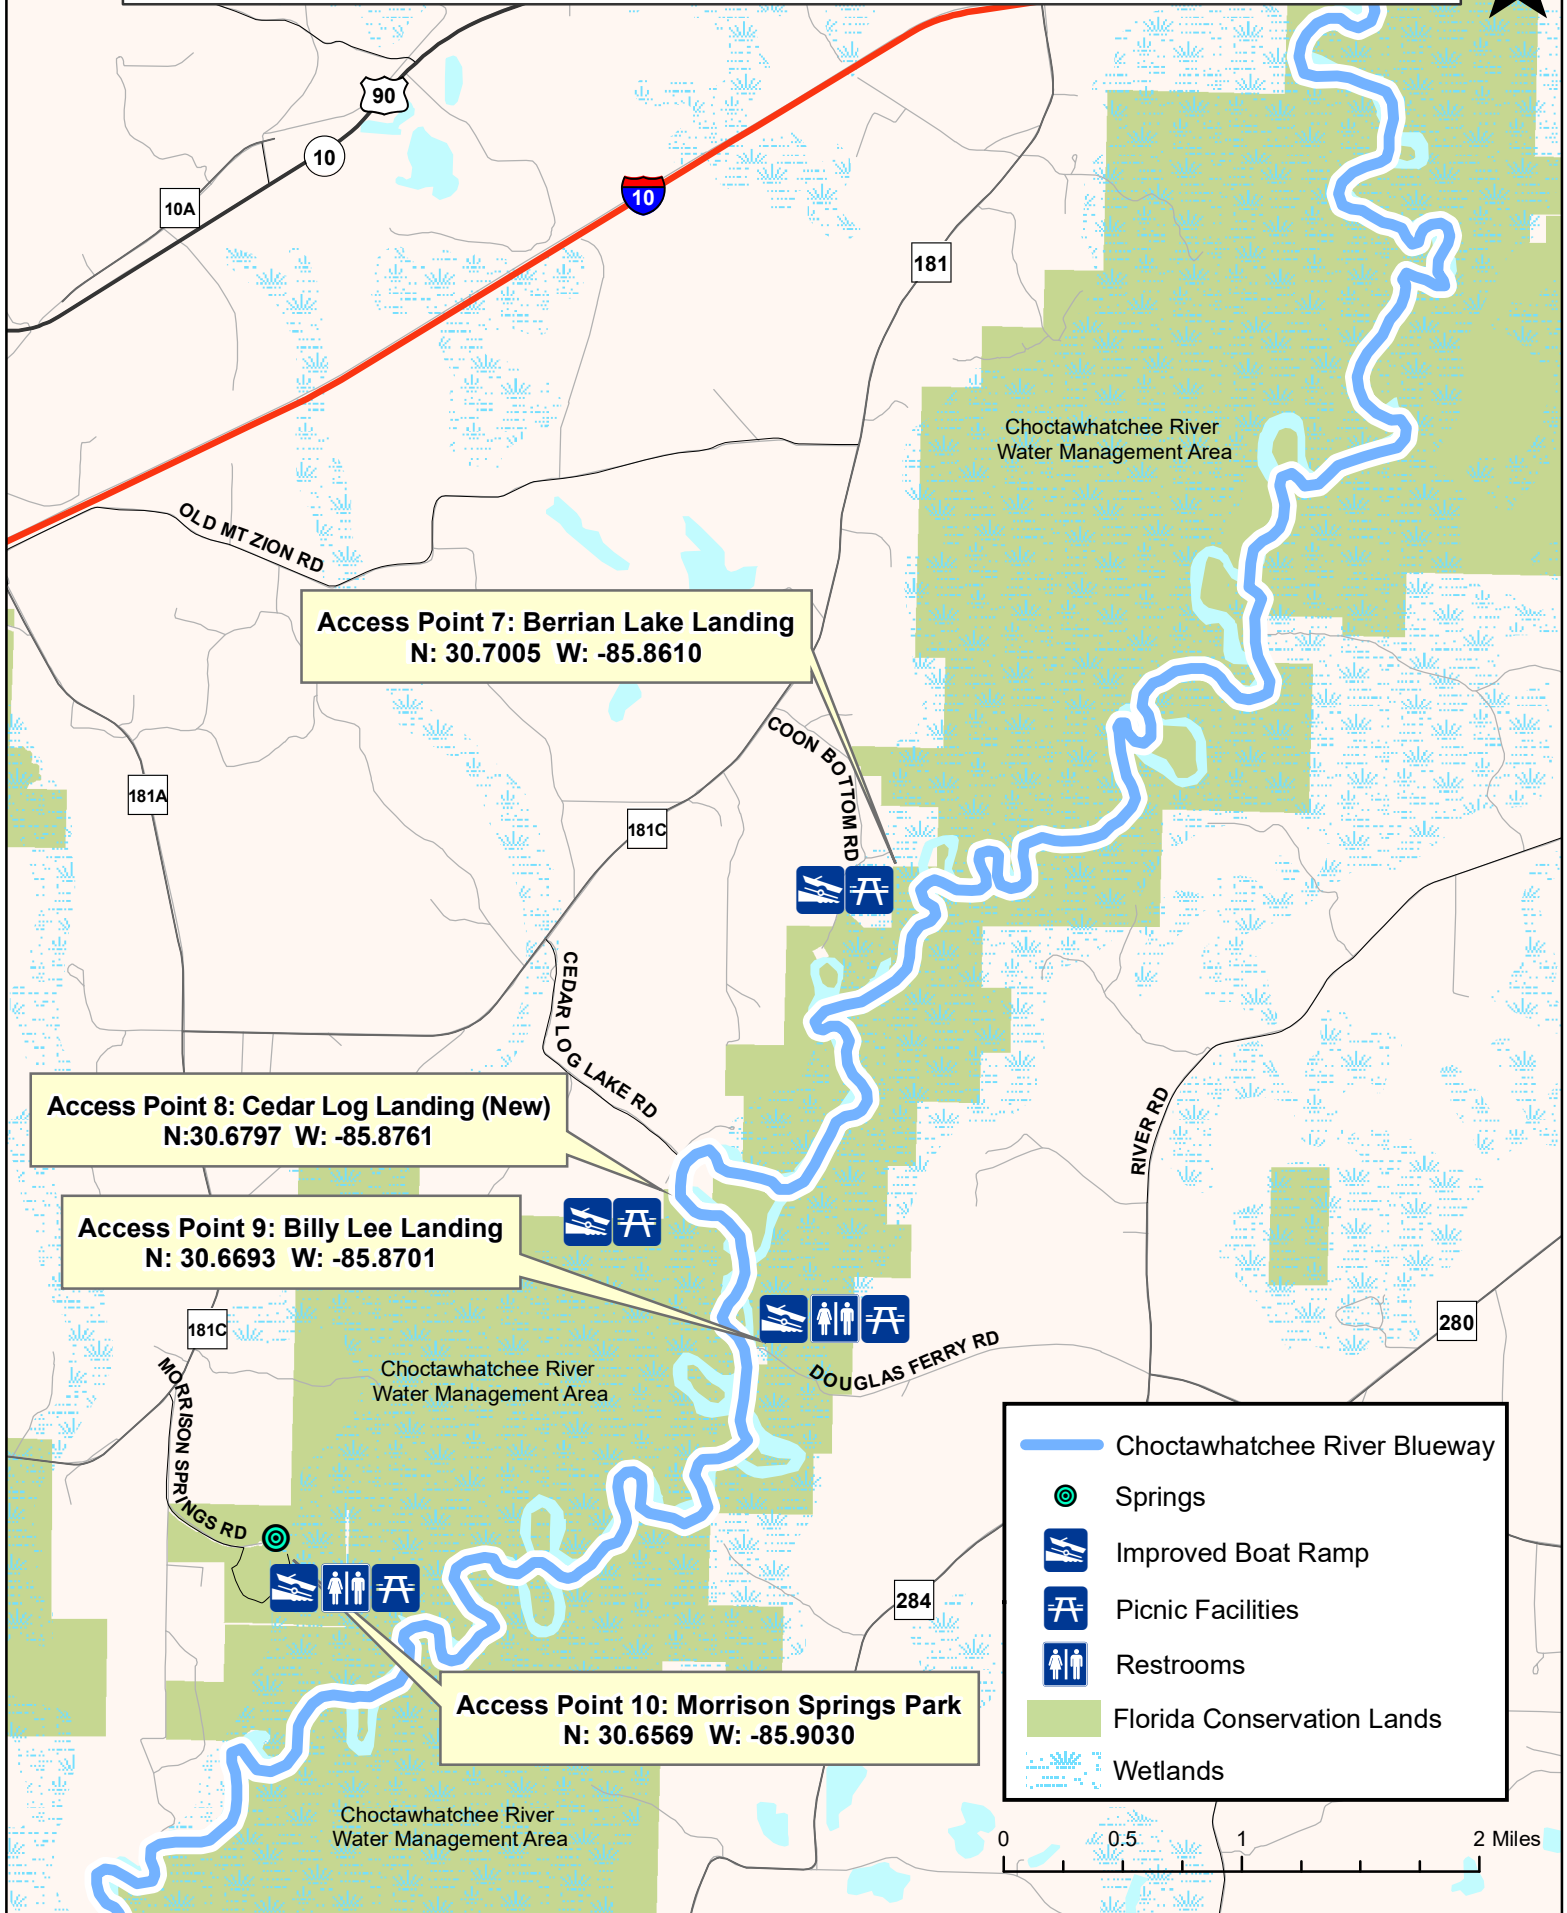 90
10
10A
10
181
Choctawhatchee River
Water Management Area
OLD MT ZION RD
Access Point 7: Berrian Lake Landing
N: 30.7005 W: -85.8610
COON BOTTOM RD
181A
181C
CEDAR LOG LAKE RD
Access Point 8: Cedar Log Landing (New)
N:30.6797 W: -85.8761
RIVER RD
Access Point 9: Billy Lee Landing
N: 30.6693 W: -85.8701
181C
280
DOUGLAS FERRY RD
Choctawhatchee River
Water Management Area
MORRISON SPRINGS RD
284
Access Point 10: Morrison Springs Park
N: 30.6569 W: -85.9030
Choctawhatchee River Blueway
Springs
Improved Boat Ramp
Picnic Facilities
Restrooms
Florida Conservation Lands
Wetlands
Choctawhatchee River
Water Management Area
0 0.5 1 2 Miles